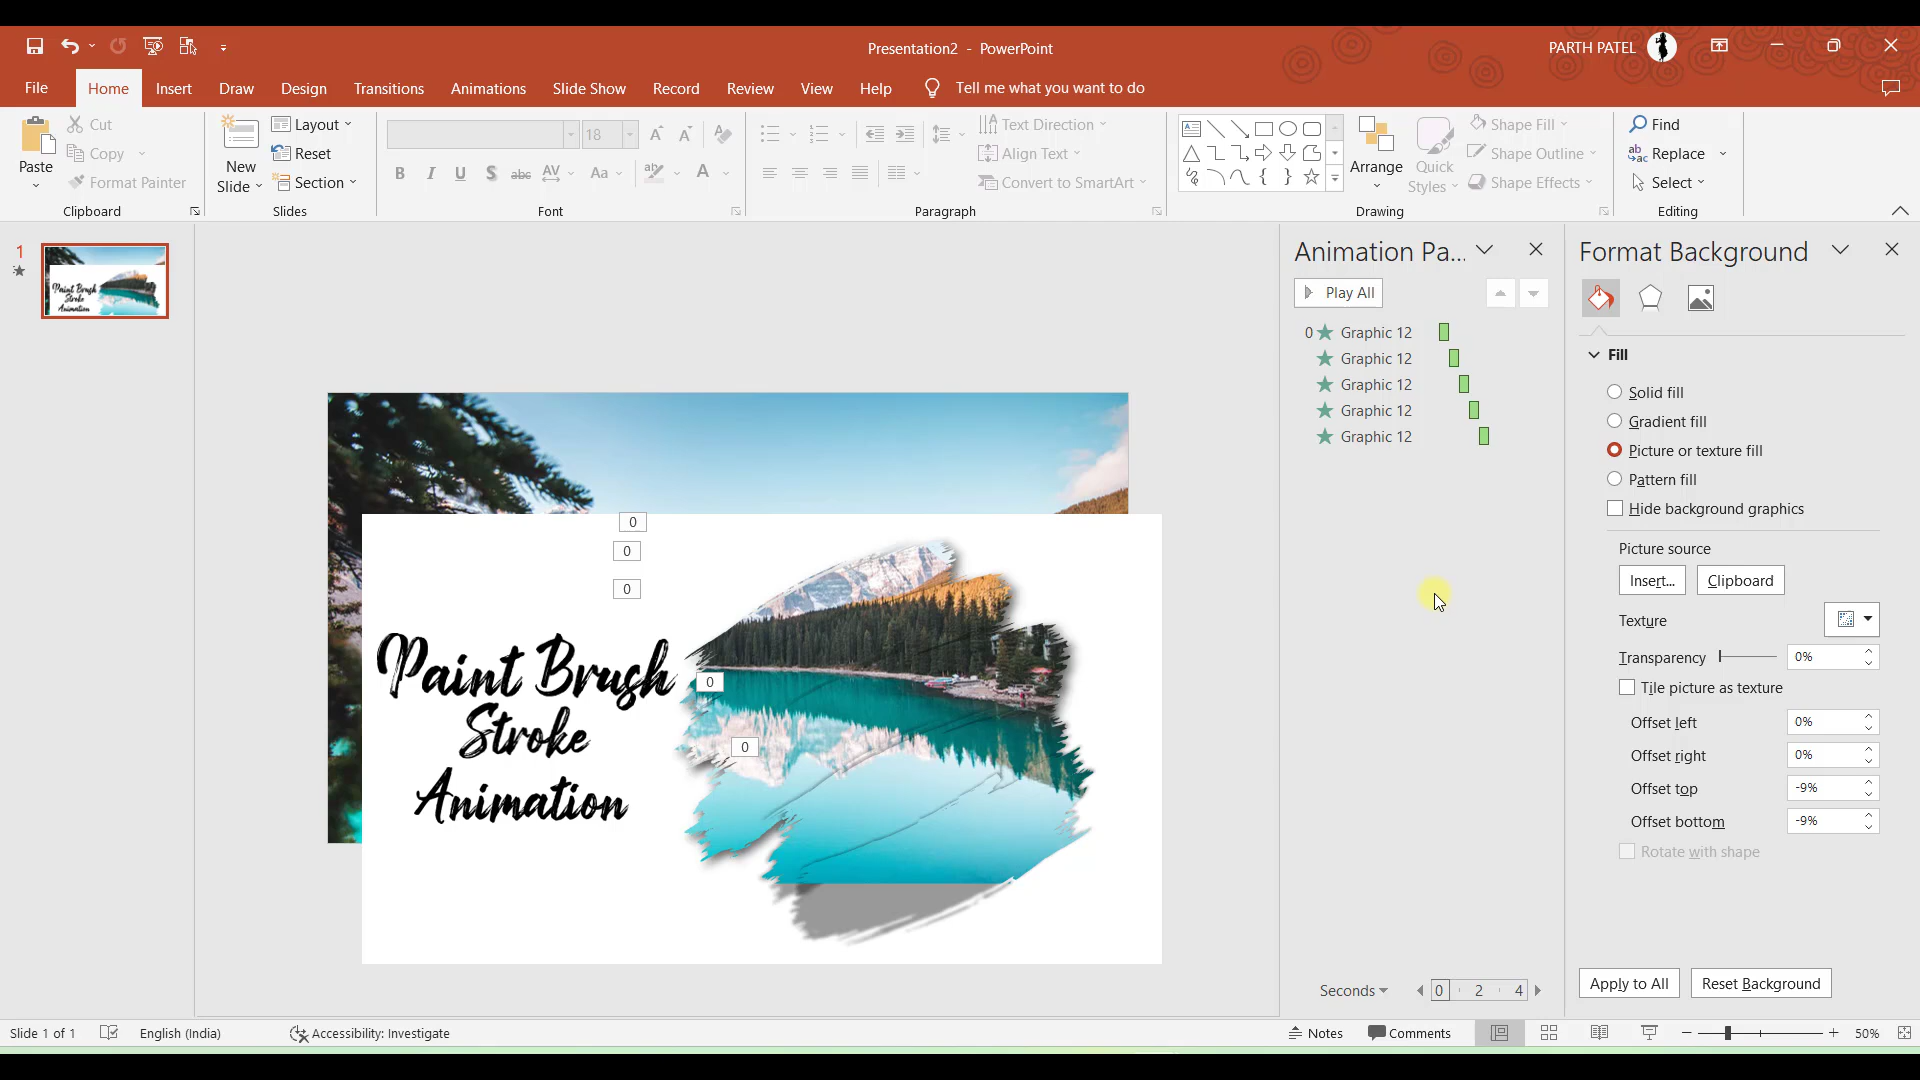 Presentation2 - PowerPoint
PARTH PATEL
File Home Insert Draw Design Transitions Animations Slide Show Record Review View Help Tell me what you want to do
Paste
Cut
Copy
Format Painter
Clipboard
New
Slide
Layout
Reset
Section
Slides
18
B I U S abc AV Aa A
Font
Text Direction
Align Text
Convert to SmartArt
Paragraph
Arrange
Quick
Styles
Shape Fill
Shape Outline
Shape Effects
Drawing
Find
Replace
Select
Editing
1
Paint Brush
Stroke
Animation
0
0
0
0
0
Paint Brush
Stroke
Animation
Animation Pa...
Play All
0 Graphic 12
Graphic 12
Graphic 12
Graphic 12
Graphic 12
Seconds 0 2 4
Format Background
Fill
Solid fill
Gradient fill
Picture or texture fill
Pattern fill
Hide background graphics
Picture source
Insert... Clipboard
Texture
Transparency 0%
Tile picture as texture
Offset left 0%
Offset right 0%
Offset top -9%
Offset bottom -9%
Rotate with shape
Apply to All Reset Background
Slide 1 of 1 English (India) Accessibility: Investigate Notes Comments 50%